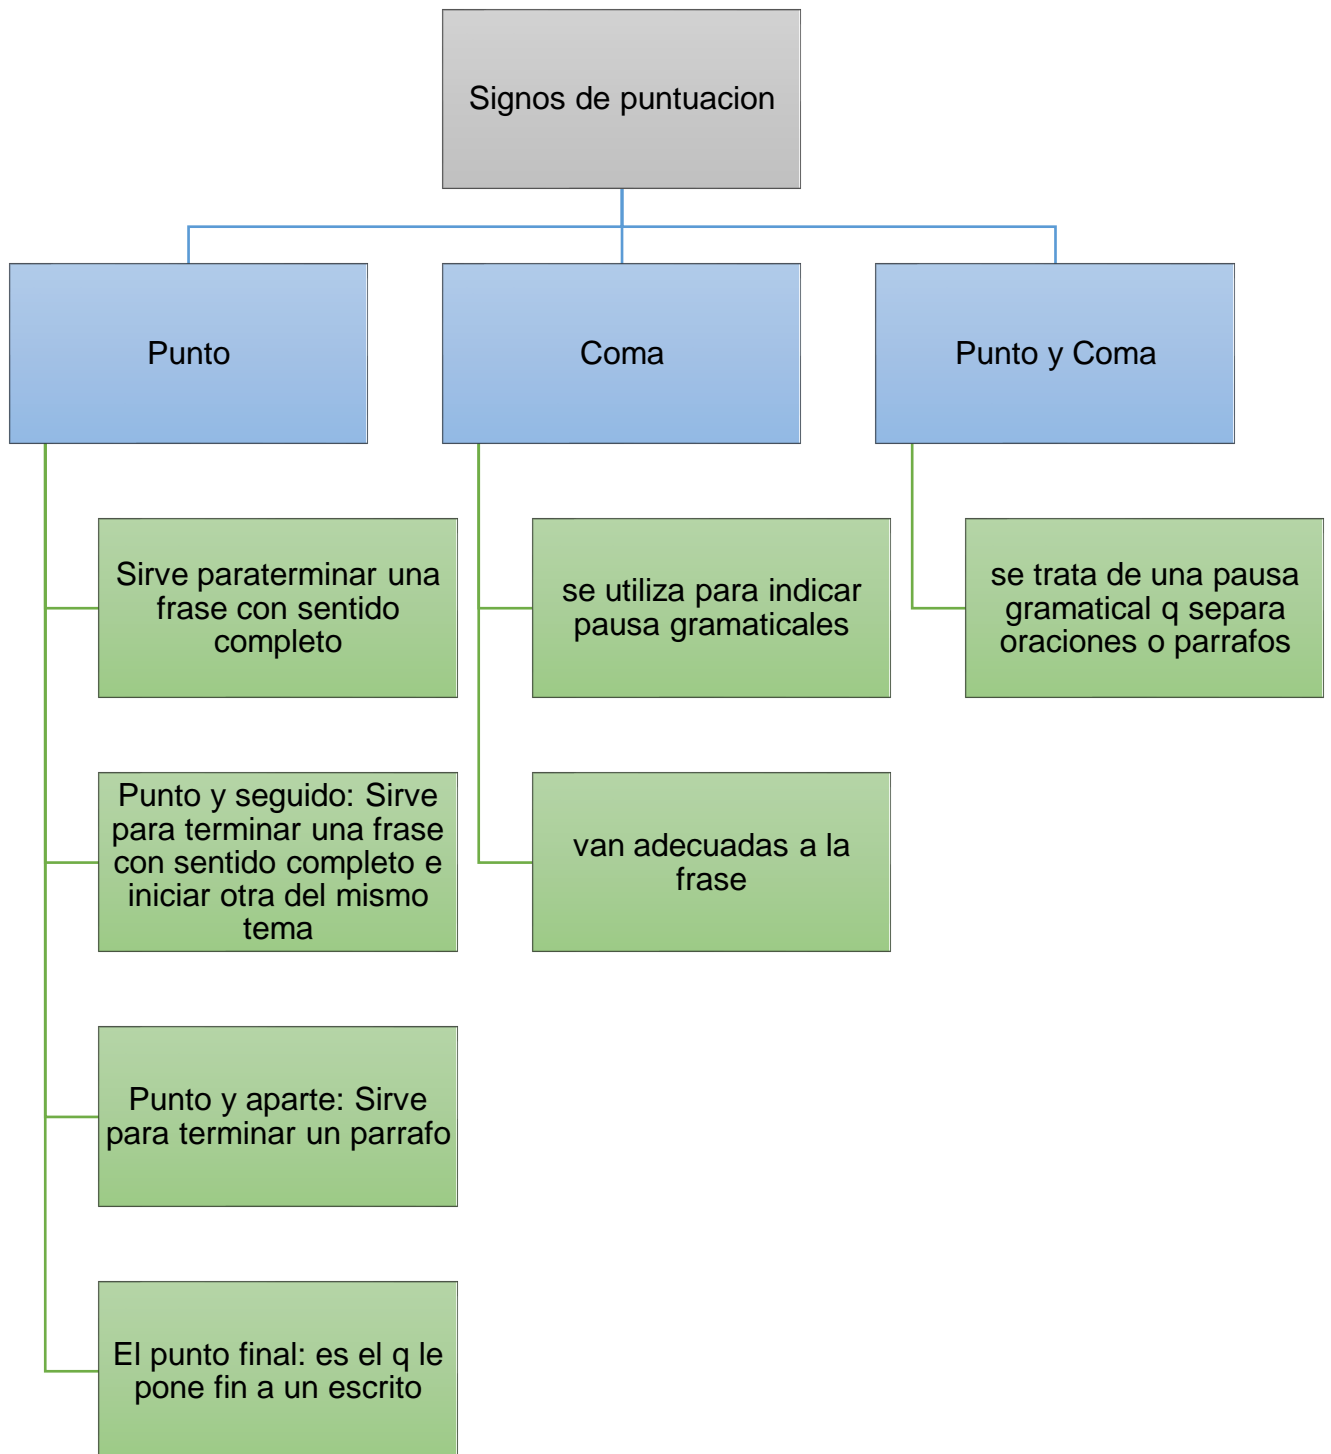 Signos de puntuacion
Punto
Sirve paraterminar una
frase con sentido
completo
Punto y seguido: Sirve
para terminar una frase
con sentido completo e
iniciar otra del mismo
tema
Punto y aparte: Sirve
para terminar un parrafo
El punto final: es el q le
pone fin a un escrito
Coma
se utiliza para indicar
pausa gramaticales
van adecuadas a la
frase
Punto y Coma
se trata de una pausa
gramatical q separa
oraciones o parrafos